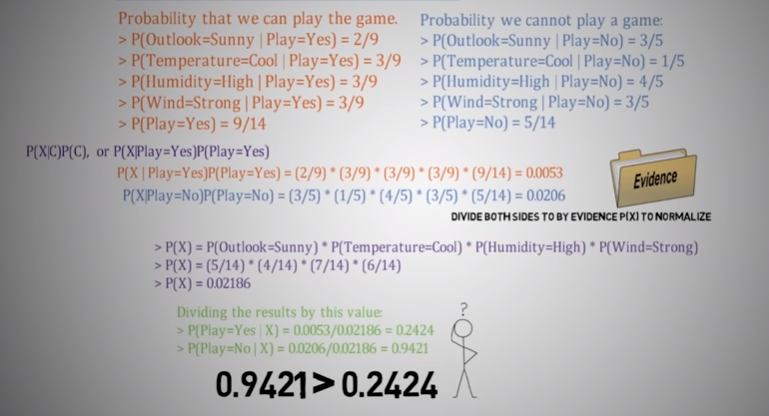 Probability that we can play the game.
> P(Outlook=Sunny | Play=Yes) = 2/9
> P(Temperature=Cool | Play=Yes) = 3/9
> P(Humidity=High | Play=Yes) = 3/9
> P(Wind=Strong | Play=Yes) = 3/9
> P(Play=Yes) = 9/14
Probability we cannot play a game:
> P(Outlook=Sunny | Play=No) = 3/5
> P(Temperature=Cool | Play=No) = 1/5
> P(Humidity=High | Play=No) = 4/5
> P(Wind=Strong | Play=No) = 3/5
> P(Play=No) = 5/14
P(X|C)P(C), or P(X|Play=Yes)P(Play=Yes)
P(X | Play=Yes)P(Play=Yes) = (2/9) * (3/9) * (3/9) * (3/9) * (9/14) = 0.0053
P(X|Play=No)P(Play=No) = (3/5) * (1/5) * (4/5) * (3/5) * (5/14) = 0.0206
Evidence
DIVIDE BOTH SIDES TO BY EVIDENCE P(X) TO NORMALIZE
> P(X) = P(Outlook=Sunny) * P(Temperature=Cool) * P(Humidity=High) * P(Wind=Strong)
> P(X) = (5/14) * (4/14) * (7/14) * (6/14)
> P(X) = 0.02186
Dividing the results by this value:
> P(Play=Yes | X) = 0.0053/0.02186 = 0.2424
> P(Play=No | X) = 0.0206/0.02186 = 0.9421
?
0.9421 > 0.2424